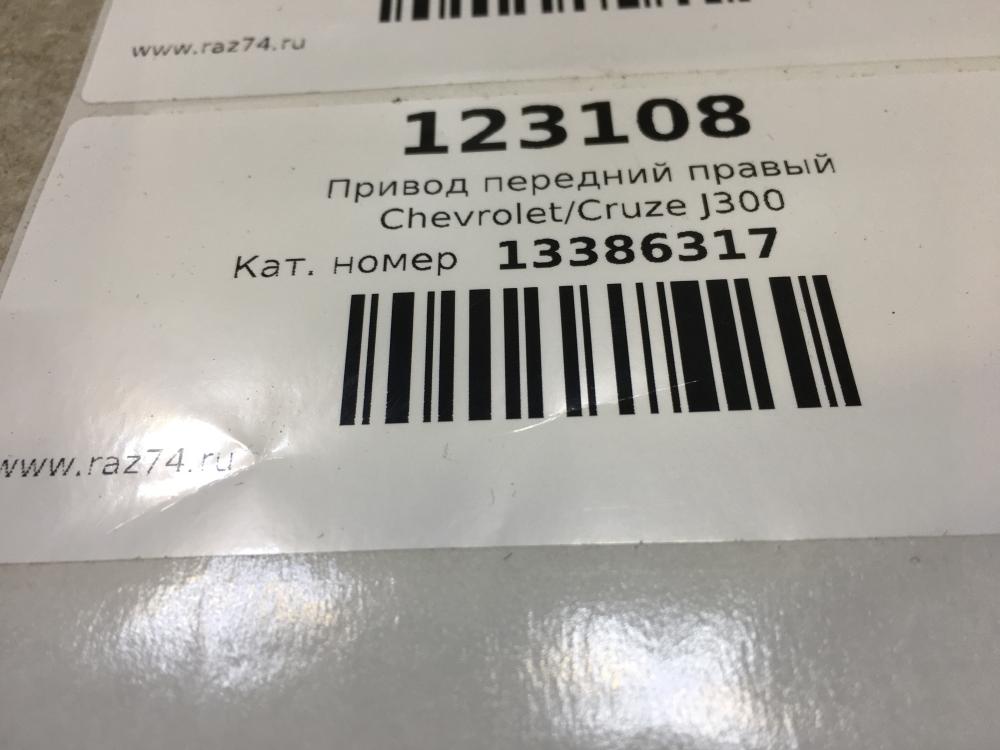 www.raz74.ru
123108
Привод передний правый
Chevrolet/Cruze J300
Кат. номер 13386317
www.raz74.ru